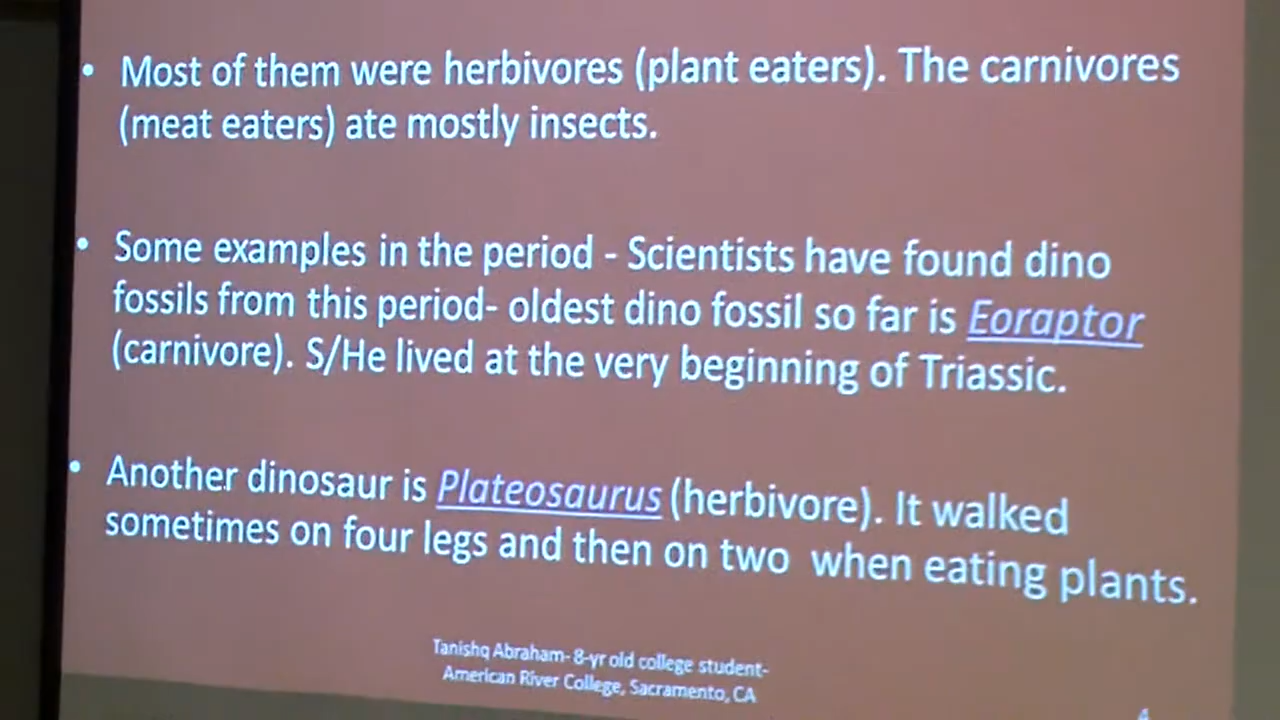 • Most of them were herbivores (plant eaters). The carnivores
(meat eaters) ate mostly insects.
• Some examples in the period - Scientists have found dino
fossils from this period- oldest dino fossil so far is Eoraptor
(carnivore). S/He lived at the very beginning of Triassic.
• Another dinosaur is Plateosaurus (herbivore). It walked
sometimes on four legs and then on two when eating plants.
Tanishq Abraham- 8-yr old college student-
American River College, Sacramento, CA
4